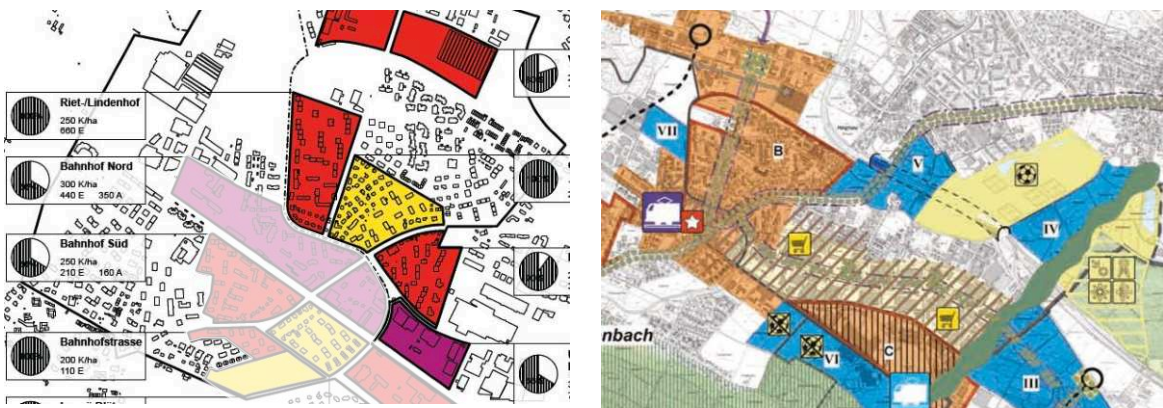 Riet-/Lindenhof
250 K/ha
660 E
Bahnhof Nord
300 K/ha
440 E 350 A
Bahnhof Süd
250 K/ha
210 E 160 A
Bahnhofstrasse
200 K/ha
110 E
VII
B
V
IV
nbach
VI
C
III